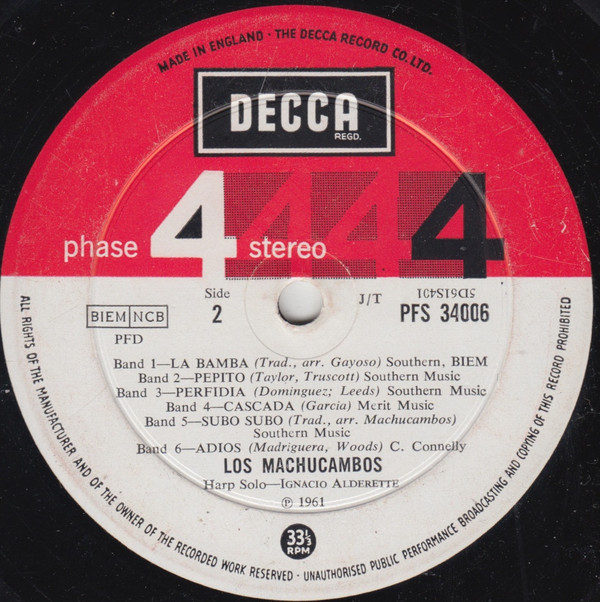 MADE IN ENGLAND · THE DECCA RECORD CO. LTD.
DECCA
REGD.
phase 4 stereo 4 4 4
Side
2
J/T
5D61S401
PFS 34006
BIEM NCB
PFD
Band 1—LA BAMBA (Trad., arr. Gayoso) Southern, BIEM
Band 2—PEPITO (Taylor, Truscott) Southern Music
Band 3—PERFIDIA (Dominguez; Leeds) Southern Music
Band 4—CASCADA (Garcia) Merit Music
Band 5—SUBO SUBO (Trad., arr. Machucambos)
Southern Music
Band 6—ADIOS (Madriguera, Woods) C. Connelly
LOS MACHUCAMBOS
Harp Solo—IGNACIO ALDERETTE
℗ 1961
33⅓
RPM
ALL RIGHTS OF THE MANUFACTURER AND OF THE OWNER OF THE RECORDED WORK RESERVED · UNAUTHORISED PUBLIC PERFORMANCE BROADCASTING AND COPYING OF THIS RECORD PROHIBITED